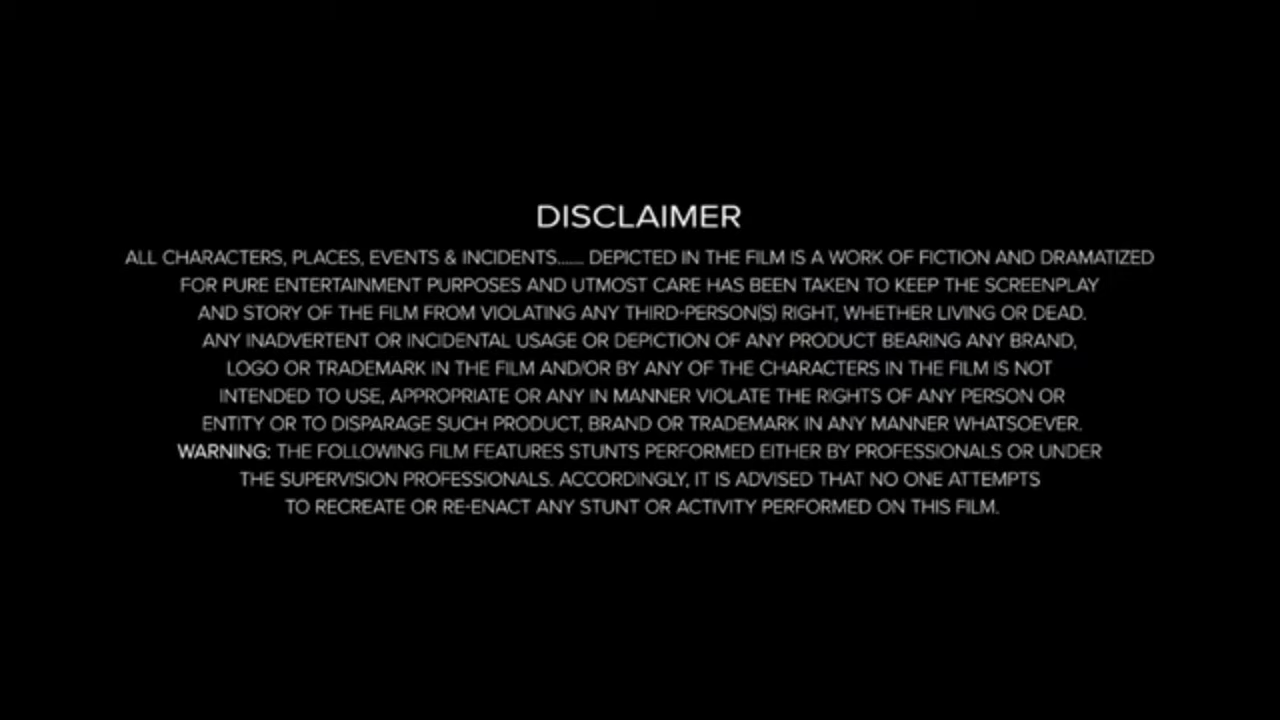 DISCLAIMER
ALL CHARACTERS, PLACES, EVENTS & INCIDENTS....... DEPICTED IN THE FILM IS A WORK OF FICTION AND DRAMATIZED
FOR PURE ENTERTAINMENT PURPOSES AND UTMOST CARE HAS BEEN TAKEN TO KEEP THE SCREENPLAY
AND STORY OF THE FILM FROM VIOLATING ANY THIRD-PERSON(S) RIGHT, WHETHER LIVING OR DEAD.
ANY INADVERTENT OR INCIDENTAL USAGE OR DEPICTION OF ANY PRODUCT BEARING ANY BRAND,
LOGO OR TRADEMARK IN THE FILM AND/OR BY ANY OF THE CHARACTERS IN THE FILM IS NOT
INTENDED TO USE, APPROPRIATE OR ANY IN MANNER VIOLATE THE RIGHTS OF ANY PERSON OR
ENTITY OR TO DISPARAGE SUCH PRODUCT, BRAND OR TRADEMARK IN ANY MANNER WHATSOEVER.
WARNING: THE FOLLOWING FILM FEATURES STUNTS PERFORMED EITHER BY PROFESSIONALS OR UNDER
THE SUPERVISION PROFESSIONALS. ACCORDINGLY, IT IS ADVISED THAT NO ONE ATTEMPTS
TO RECREATE OR RE-ENACT ANY STUNT OR ACTIVITY PERFORMED ON THIS FILM.